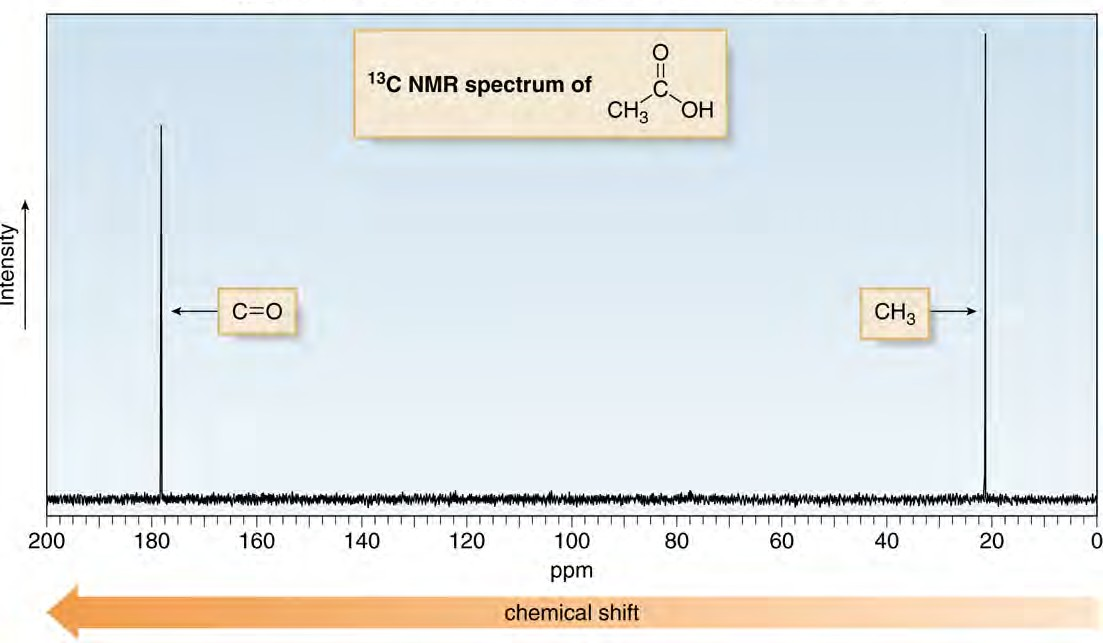 ¹³C NMR spectrum of
O
C
CH₃
OH
Intensity
C=O
CH₃
200 180 160 140 120 100 80 60 40 20 0
ppm
chemical shift